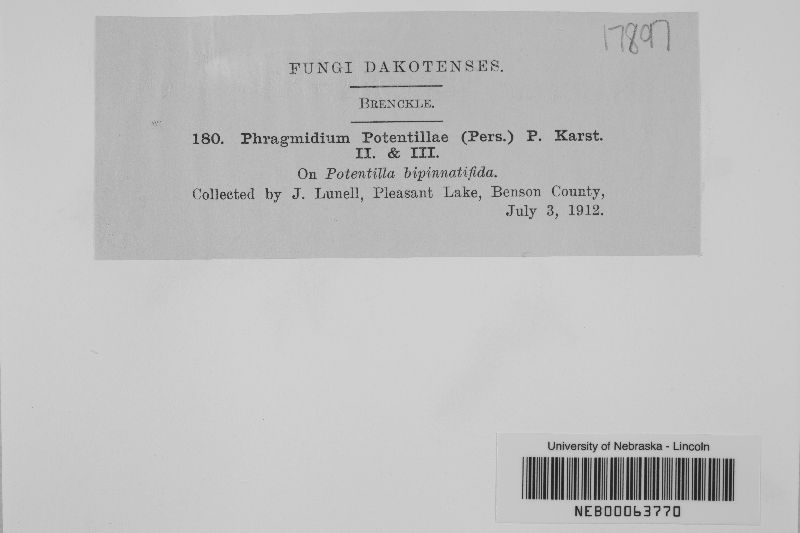 17897
FUNGI DAKOTENSES.
BRENCKLE.
180. Phragmidium Potentillae (Pers.) P. Karst.
II. & III.
On Potentilla bipinnatifida.
Collected by J. Lunell, Pleasant Lake, Benson County,
July 3, 1912.
University of Nebraska - Lincoln
NEB00063770